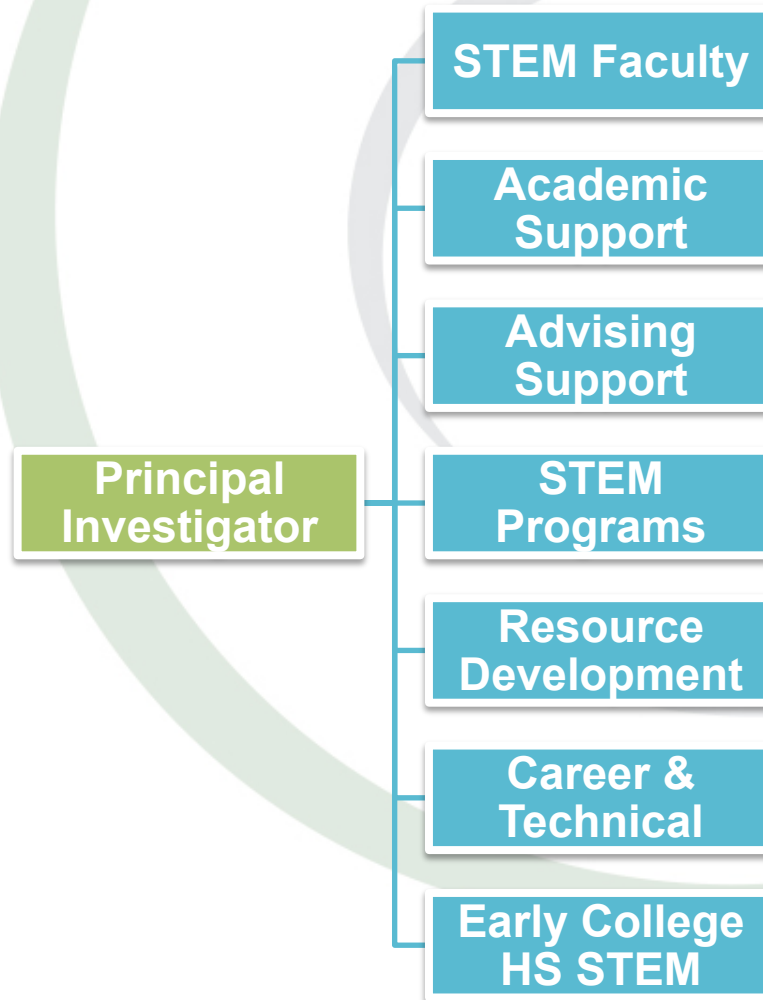 STEM Faculty
Academic
Support
Advising
Support
Principal
Investigator
STEM
Programs
Resource
Development
Career &
Technical
Early College
HS STEM